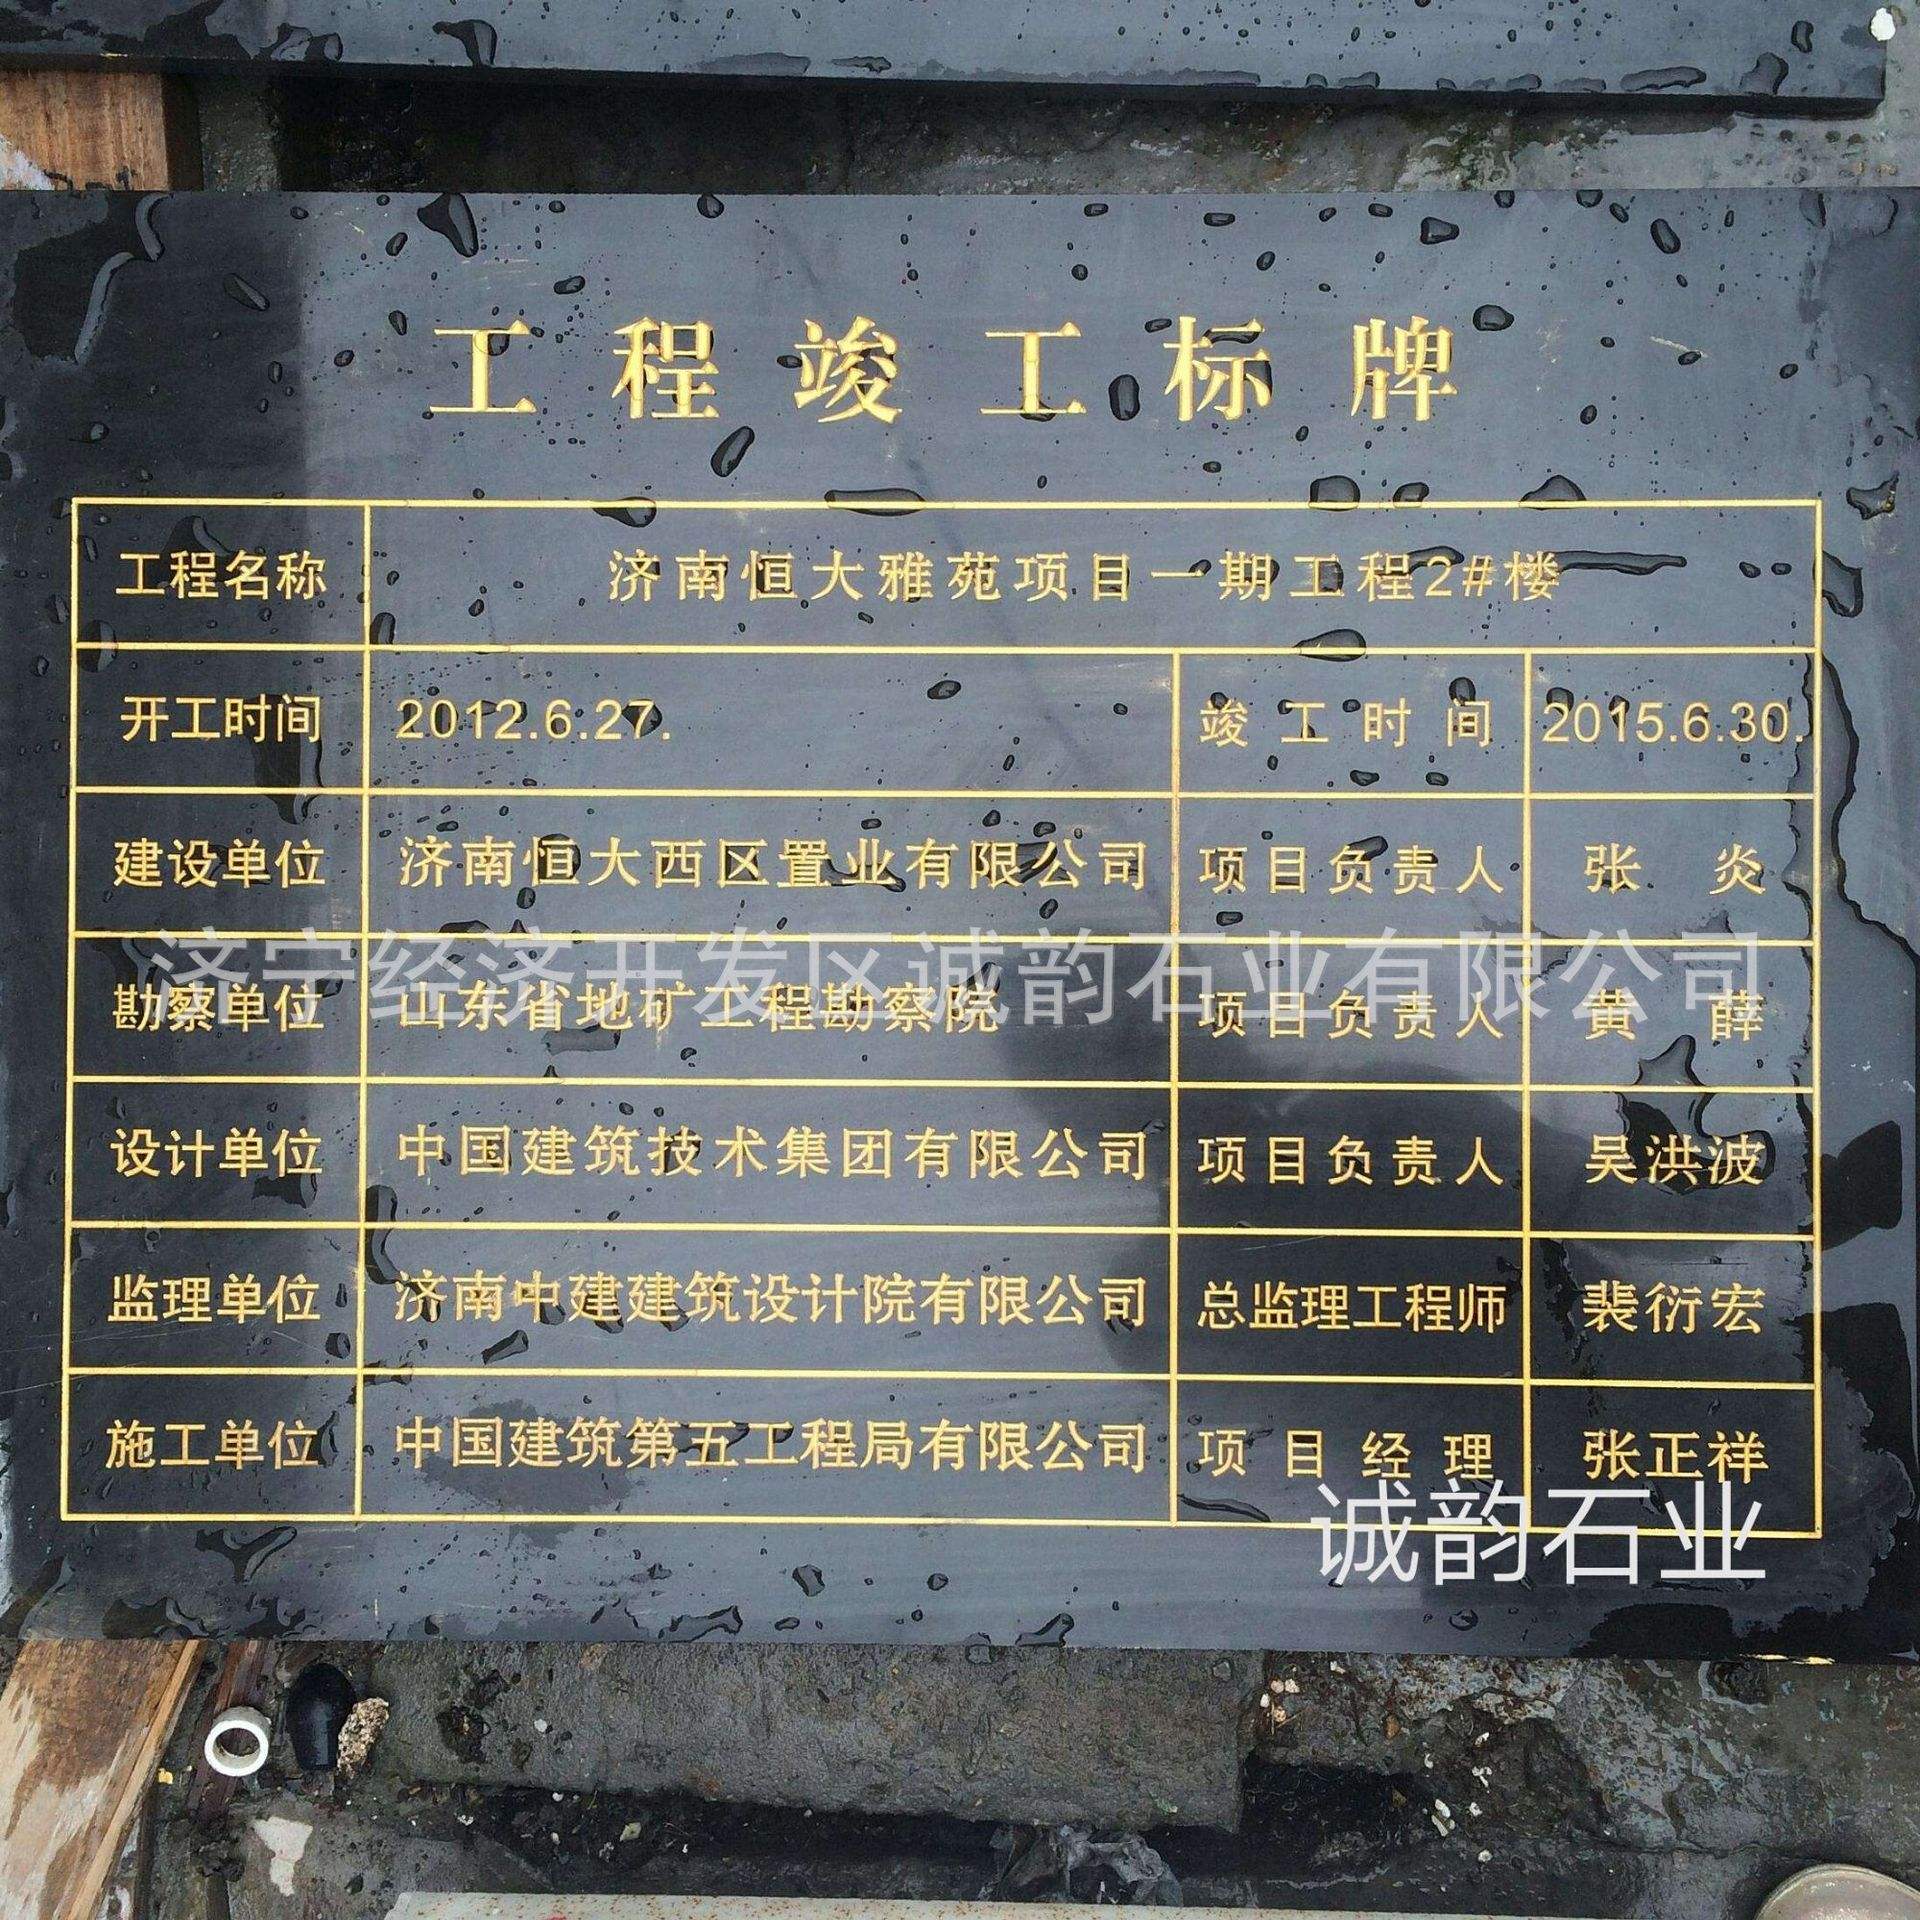 工程竣工标牌
工程名称 济南恒大雅苑项目一期工程2#楼
开工时间 2012.6.27. 竣工时间 2015.6.30.
建设单位 济南恒大西区置业有限公司 项目负责人 张炎
济宁经济开发区诚韵石业有限公司
勘察单位 山东省地矿工程勘察院 项目负责人 黄薛
设计单位 中国建筑技术集团有限公司 项目负责人 吴洪波
监理单位 济南中建建筑设计院有限公司 总监理工程师 裴衍宏
施工单位 中国建筑第五工程局有限公司 项目经理 张正祥
诚韵石业